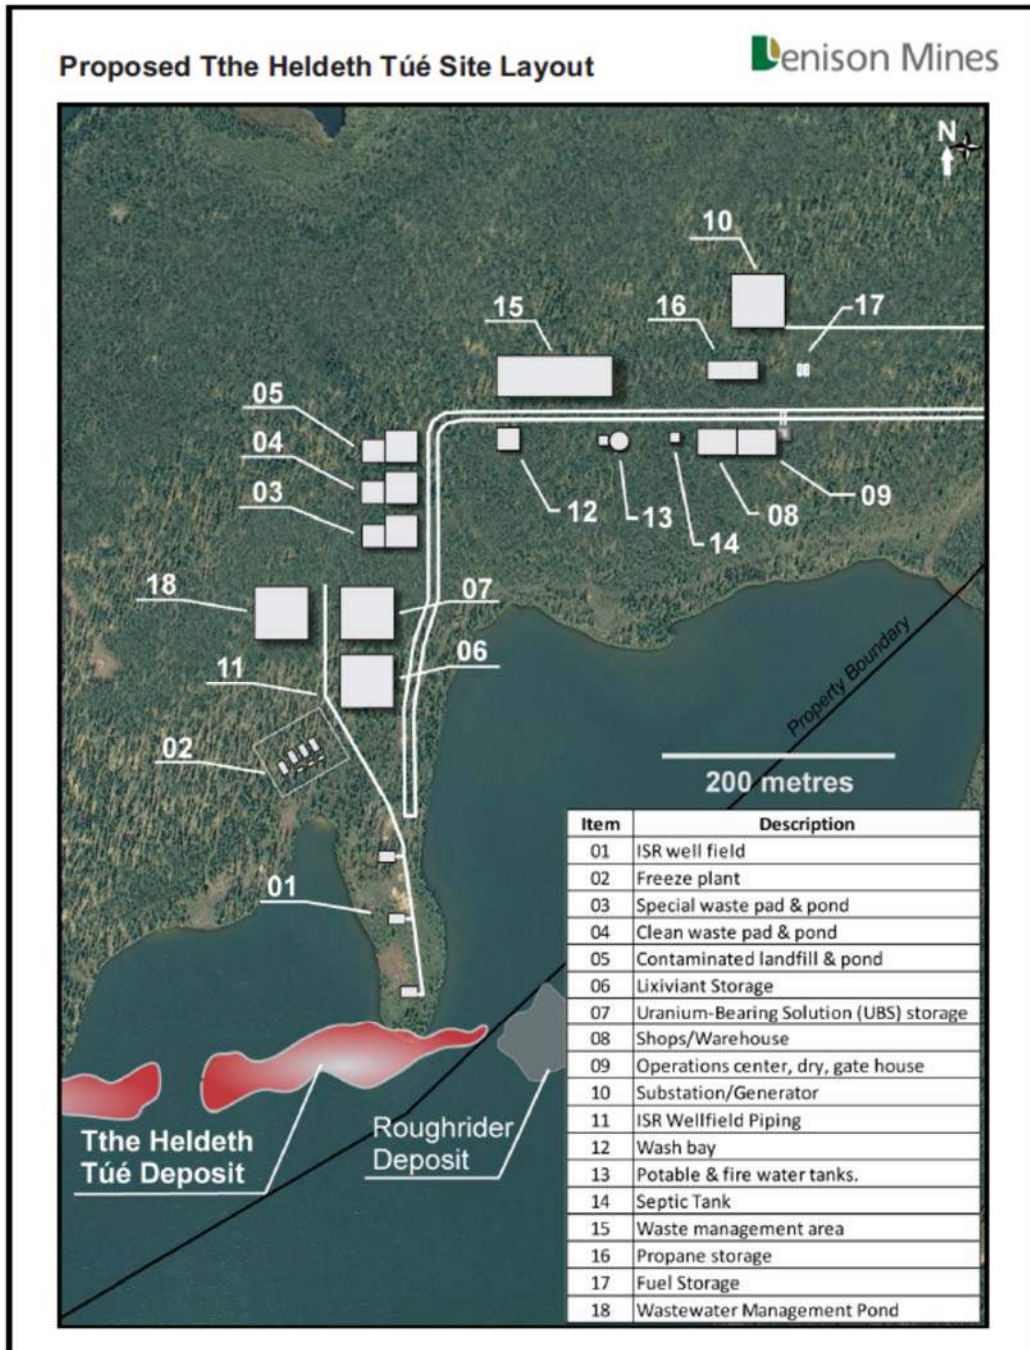 Proposed Tthe Heldeth Túé Site Layout
Denison Mines
N
10
15
16
17
05
04
03
12
13
14
08
09
18
07
06
11
02
01
Property Boundary
200 metres
Tthe Heldeth
Túé Deposit
Roughrider
Deposit
Item Description
01 ISR well field
02 Freeze plant
03 Special waste pad & pond
04 Clean waste pad & pond
05 Contaminated landfill & pond
06 Lixiviant Storage
07 Uranium-Bearing Solution (UBS) storage
08 Shops/Warehouse
09 Operations center, dry, gate house
10 Substation/Generator
11 ISR Wellfield Piping
12 Wash bay
13 Potable & fire water tanks.
14 Septic Tank
15 Waste management area
16 Propane storage
17 Fuel Storage
18 Wastewater Management Pond